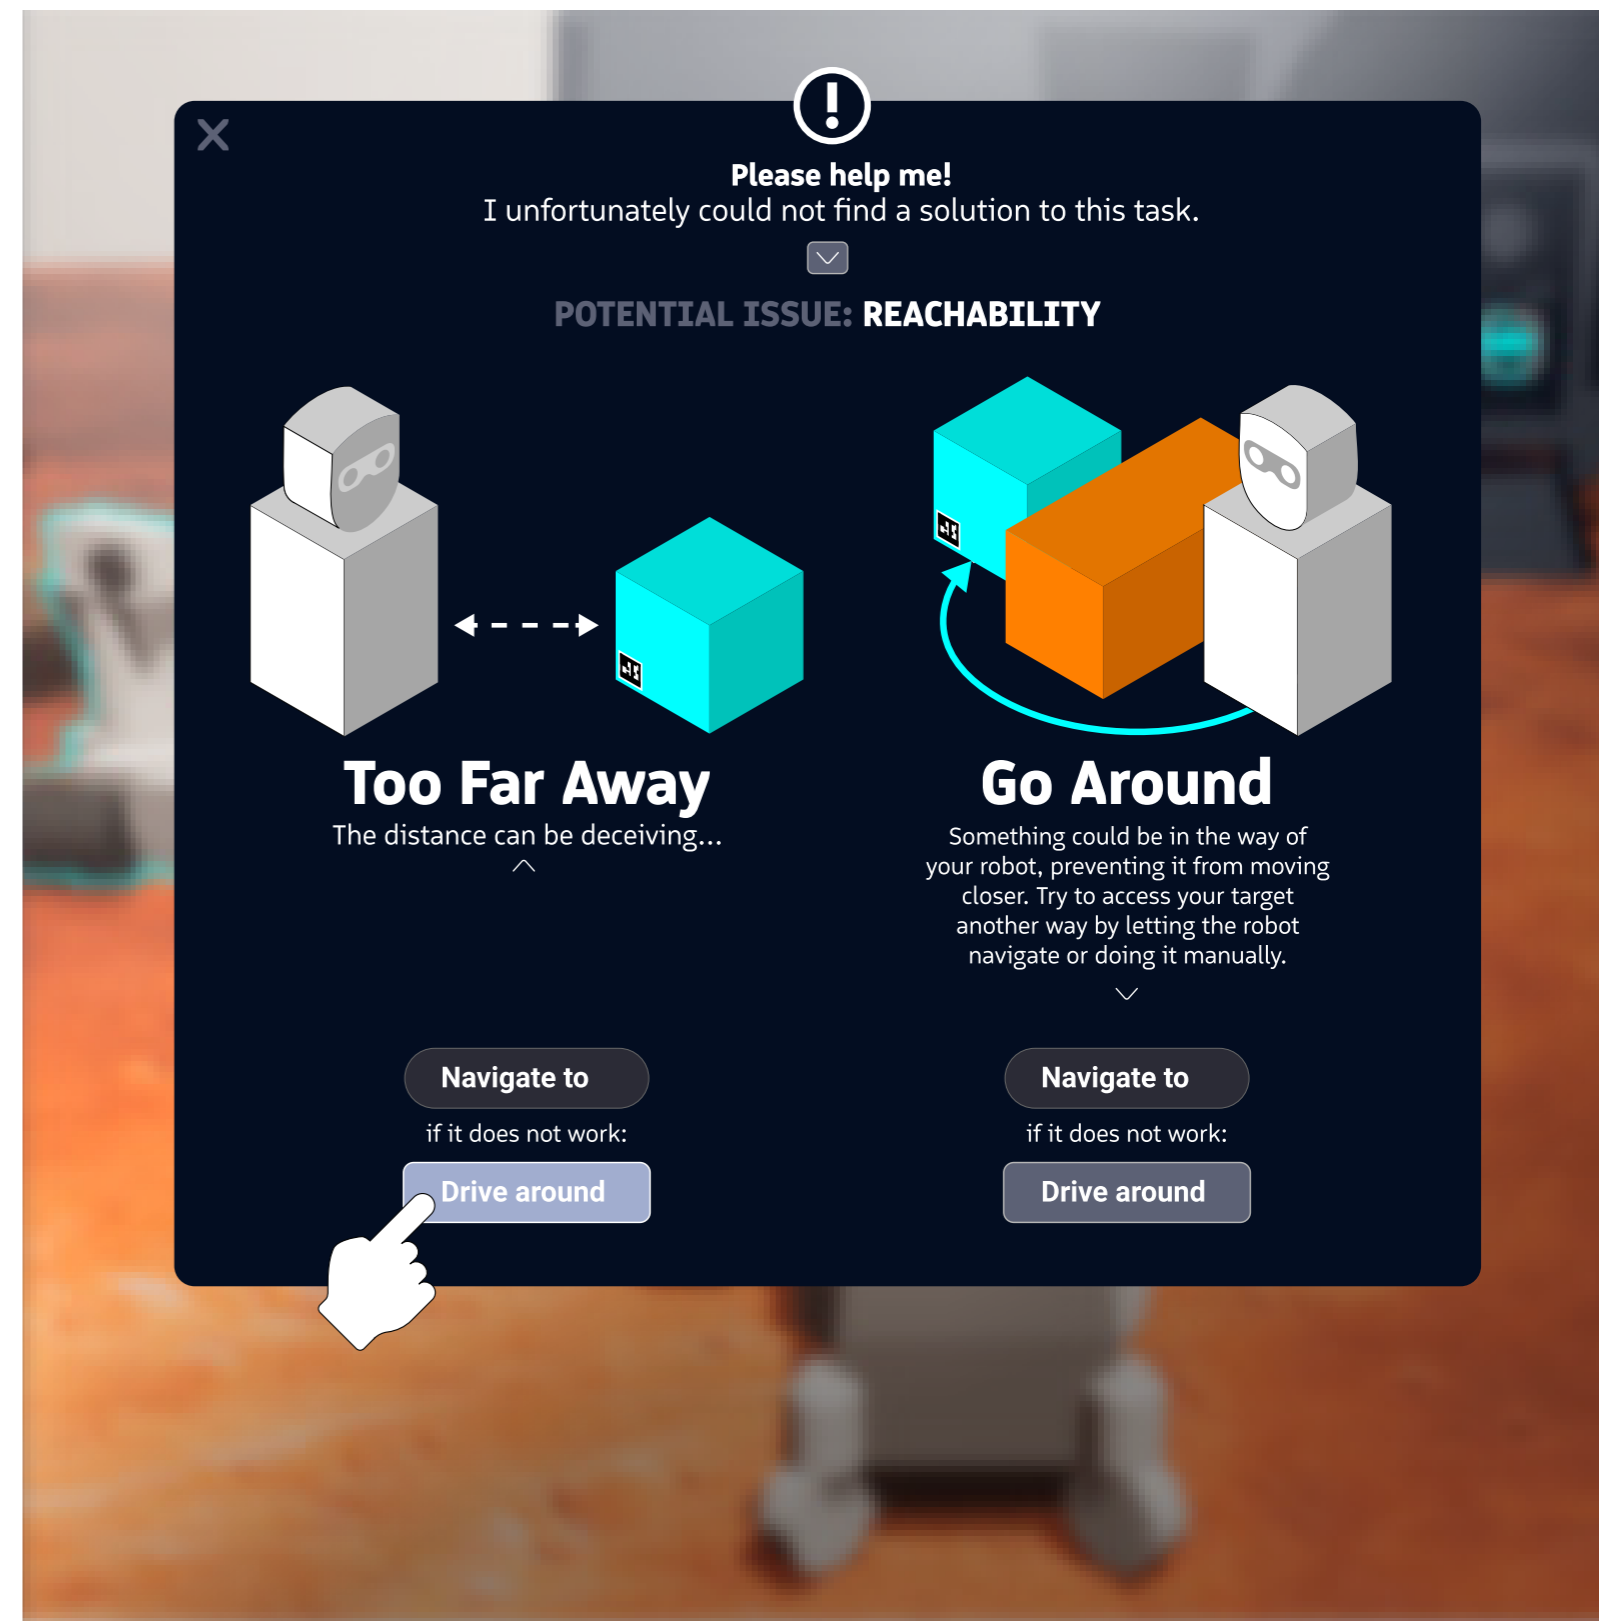 Please help me!
I unfortunately could not find a solution to this task.
POTENTIAL ISSUE: REACHABILITY
Too Far Away
The distance can be deceiving...
Navigate to
if it does not work:
Drive around
Go Around
Something could be in the way of
your robot, preventing it from moving
closer. Try to access your target
another way by letting the robot
navigate or doing it manually.
Navigate to
if it does not work:
Drive around